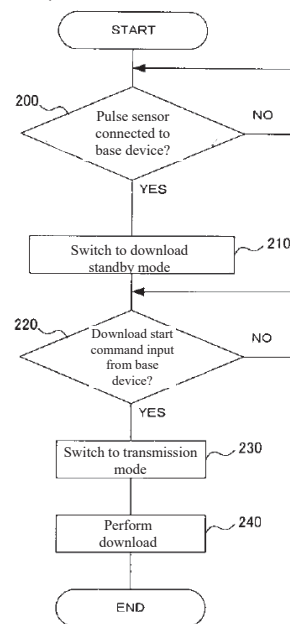 START
200
Pulse sensor
connected to
base device?
NO
YES
210
Switch to download
standby mode
220
Download start
command input
from base
device?
NO
YES
Switch to transmission
mode
230
Perform
download
240
END